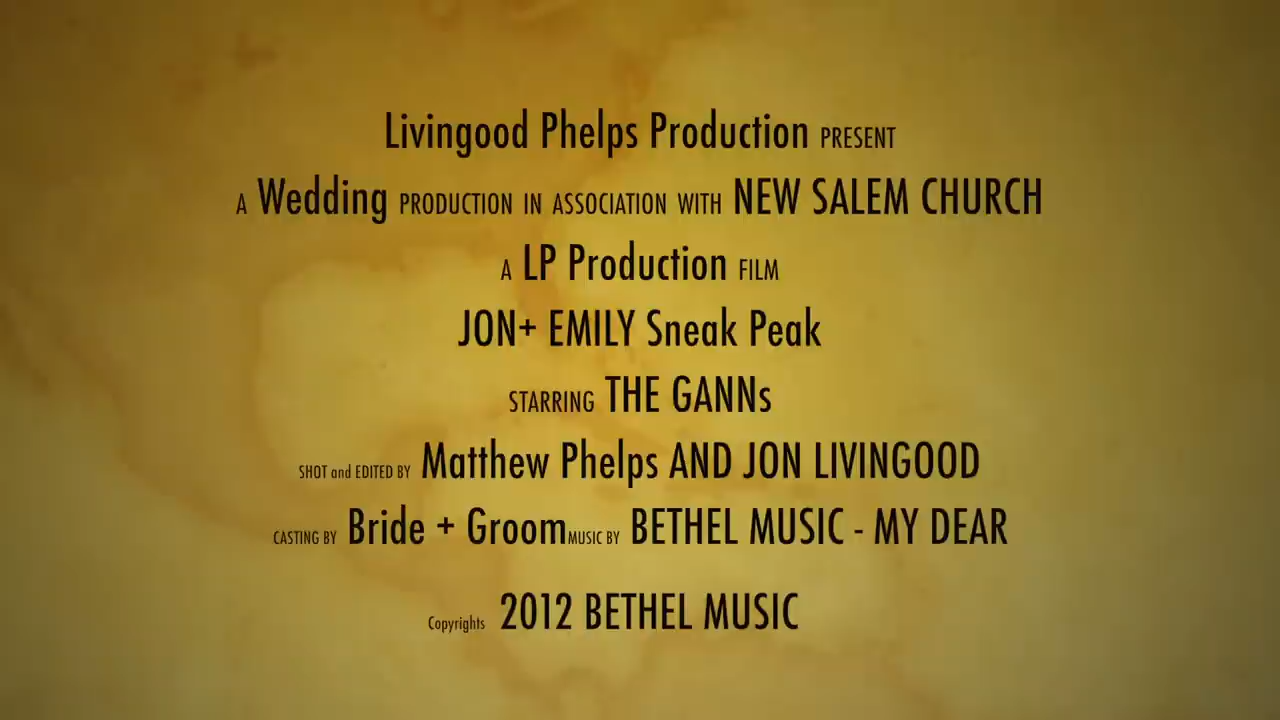 Livingood Phelps Production PRESENT
A Wedding PRODUCTION IN ASSOCIATION WITH NEW SALEM CHURCH
A LP Production FILM
JON+ EMILY Sneak Peak
STARRING THE GANNs
SHOT and EDITED BY Matthew Phelps AND JON LIVINGOOD
CASTING BY Bride + Groom MUSIC BY BETHEL MUSIC - MY DEAR
Copyrights 2012 BETHEL MUSIC